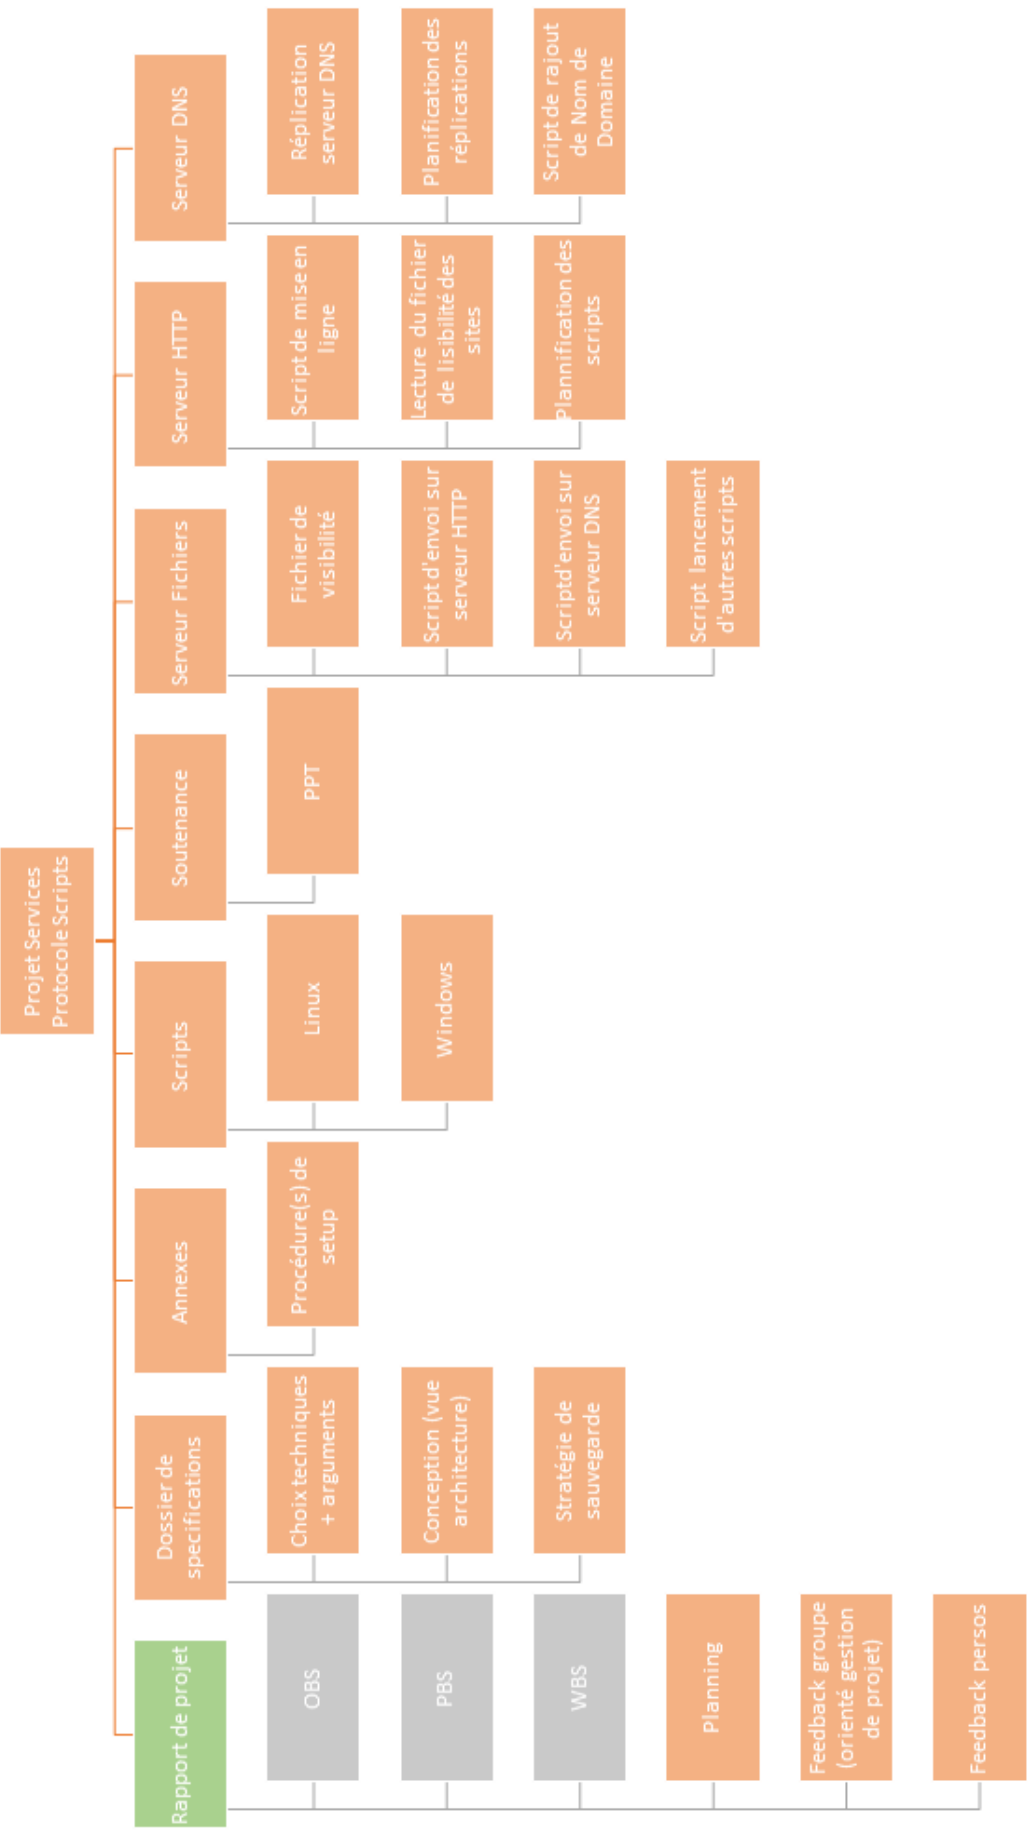 Projet Services
Protocole Scripts
Rapport de projet
OBS
PBS
WBS
Planning
Feedback groupe
(orienté gestion
de projet)
Feedback persos
Dossier de
specifications
Choix techniques
+ arguments
Conception (vue
architecture)
Stratégie de
sauvegarde
Annexes
Procédure(s) de
setup
Scripts
Linux
Windows
Soutenance
PPT
Serveur Fichiers
Fichier de
visibilité
Script d'envoi sur
serveur HTTP
Script d'envoi sur
serveur DNS
Script lancement
d'autres scripts
Serveur HTTP
Script de mise en
ligne
Lecture du fichier
de lisibilité des
sites
Plannification des
scripts
Serveur DNS
Réplication
serveur DNS
Planification des
réplications
Script de rajout
de Nom de
Domaine